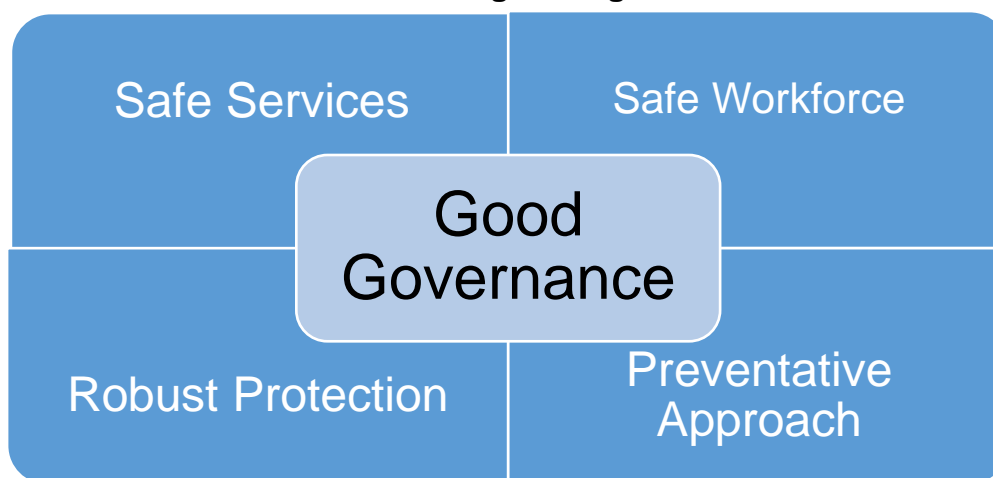 Safe Services
Safe Workforce
Good
Governance
Robust Protection
Preventative
Approach